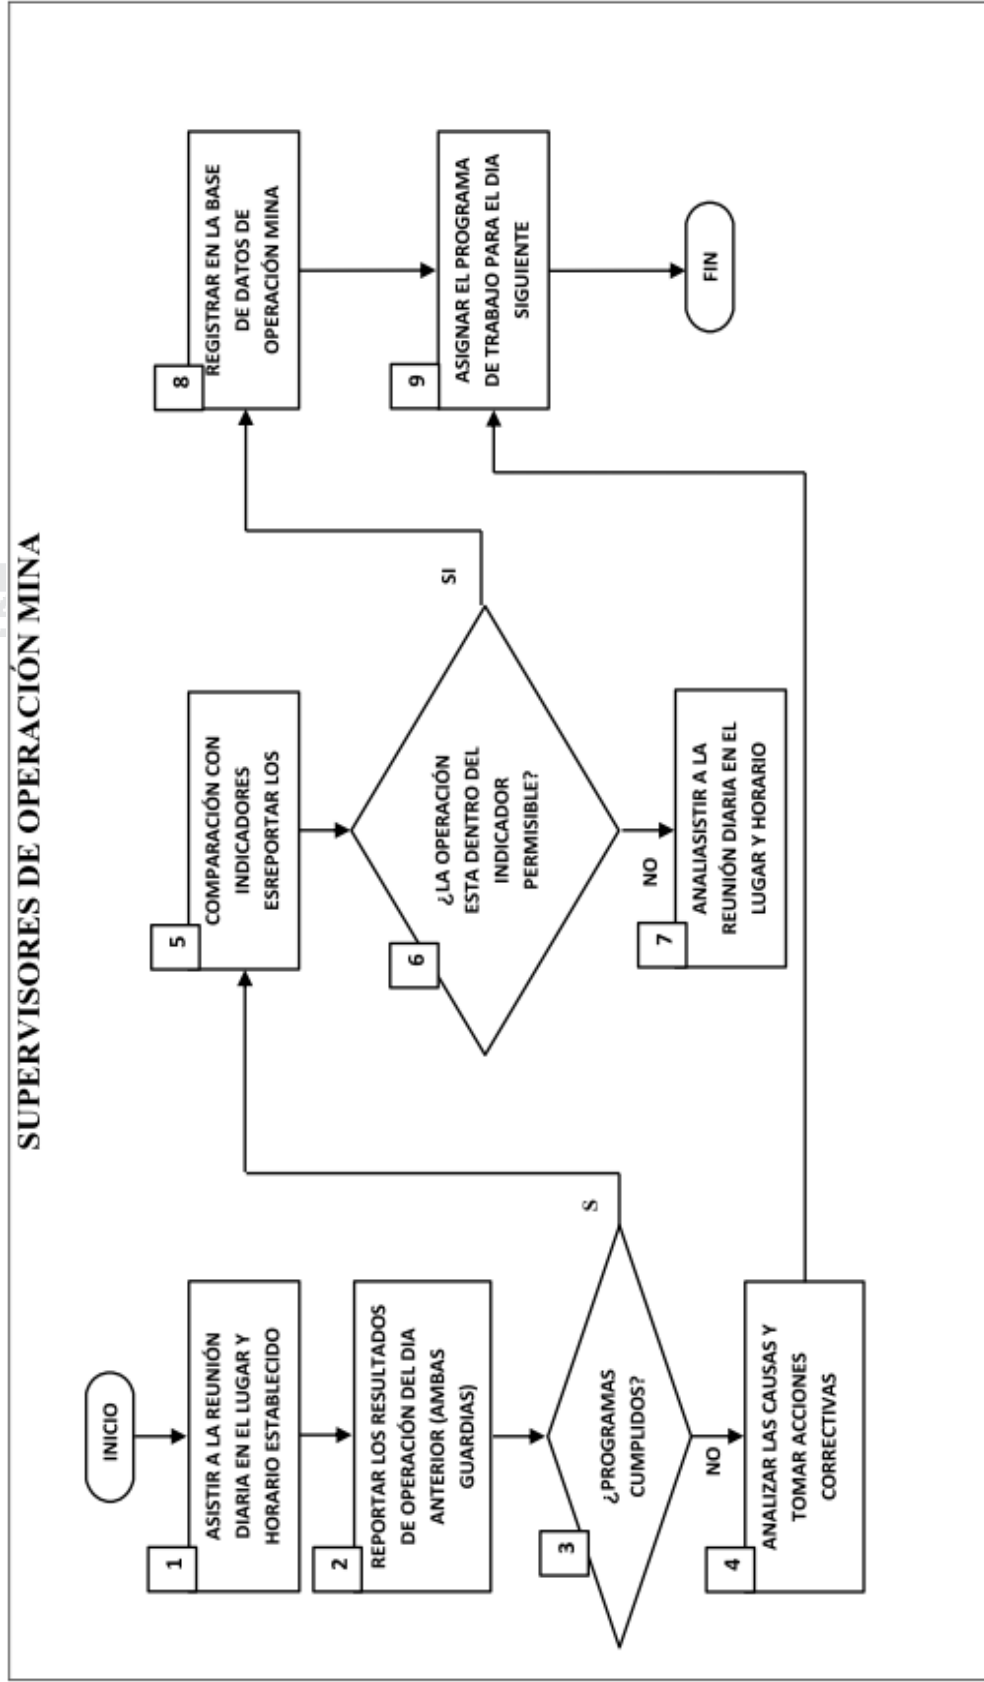 SUPERVISORES DE OPERACIÓN MINA
INICIO
1
ASISTIR A LA REUNIÓN
DIARIA EN EL LUGAR Y
HORARIO ESTABLECIDO
2
REPORTAR LOS RESULTADOS
DE OPERACIÓN DEL DIA
ANTERIOR (AMBAS
GUARDIAS)
3
¿PROGRAMAS
CUMPLIDOS?
S
NO
4
ANALIZAR LAS CAUSAS Y
TOMAR ACCIONES
CORRECTIVAS
5
COMPARACIÓN CON
INDICADORES
ESREPORTAR LOS
6
¿LA OPERACIÓN
ESTA DENTRO DEL
INDICADOR
PERMISIBLE?
SI
NO
7
ANALIASISTIR A LA
REUNIÓN DIARIA EN EL
LUGAR Y HORARIO
8
REGISTRAR EN LA BASE
DE DATOS DE
OPERACIÓN MINA
9
ASIGNAR EL PROGRAMA
DE TRABAJO PARA EL DIA
SIGUIENTE
FIN